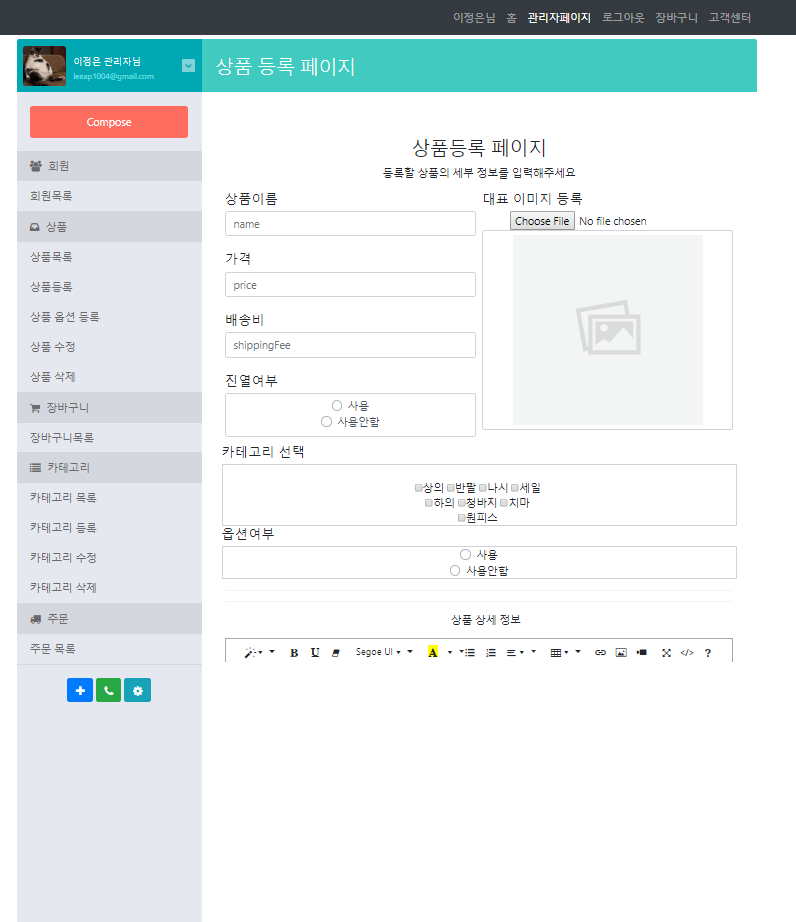 이정은님 홈 관리자페이지 로그아웃 장바구니 고객센터
이정은 관리자님
leeap1004@gmail.com
상품 등록 페이지
Compose
회원
회원목록
상품
상품목록
상품등록
상품 옵션 등록
상품 수정
상품 삭제
장바구니
장바구니목록
카테고리
카테고리 목록
카테고리 등록
카테고리 수정
카테고리 삭제
주문
주문 목록
상품등록 페이지
등록할 상품의 세부 정보를 입력해주세요
상품이름
name
가격
price
배송비
shippingFee
진열여부
사용
사용안함
대표 이미지 등록
Choose File No file chosen
카테고리 선택
상의 반팔 나시 세일
하의 청바지 치마
원피스
옵션여부
사용
사용안함
상품 상세 정보
B U Segoe UI A </> ?